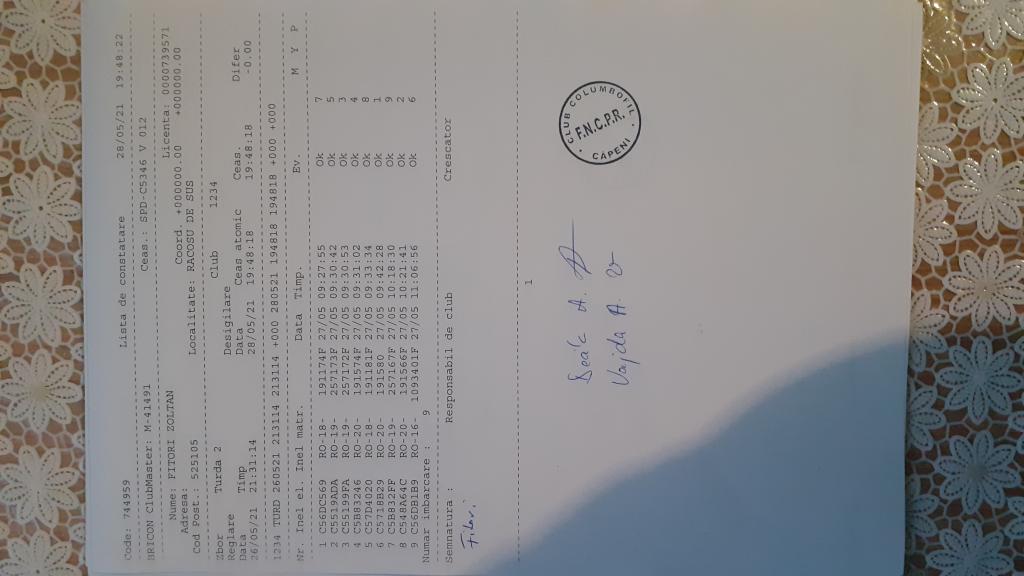 Code: 744959 Lista de constatare 28/05/21 19:48:22
BRICON ClubMaster: M-41491 Ceas.: SPD-C5346 V 012
Nume: FITORI ZOLTAN Licenta: 0000739571
Adresa: Coord. +000000.00 +0000000.00
Cod Post.: 525105 Localitate: RACOSU DE SUS
Zbor Turda 2 Club 1234
Reglare Desigilare
Data Timp Data Ceas atomic Ceas. Difer
26/05/21 21:31:14 28/05/21 19:48:18 19:48:18 -0.00
1234 TURD 260521 213114 213114 +000 280521 194818 194818 +000 +000
Nr. Inel el. Inel matr. Data Timp. Ev. M Y P
1 C56DC569 RO-18- 191174F 27/05 09:27:55 Ok 7
2 C5519ADA RO-19- 257173F 27/05 09:30:42 Ok 5
3 C55199FA RO-19- 257172F 27/05 09:30:53 Ok 3
4 C5B83246 RO-20- 191574F 27/05 09:31:02 Ok 4
5 C57D4020 RO-18- 191181F 27/05 09:33:34 Ok 8
6 C5718B29 RO-20- 191580 27/05 09:42:28 Ok 1
7 C5B832FF RO-19- 257167F 27/05 10:18:30 Ok 9
8 C548A64C RO-20- 191566F 27/05 10:21:41 Ok 2
9 C56DB1B9 RO-16- 1093401F 27/05 11:06:56 Ok 6
Numar imbarcare : 9
Semnatura : Responsabil de club Crescator
1
Deák A.
Vajda A.
CLUB COLUMBOFIL
F.N.C.P.R.
CĂPENI